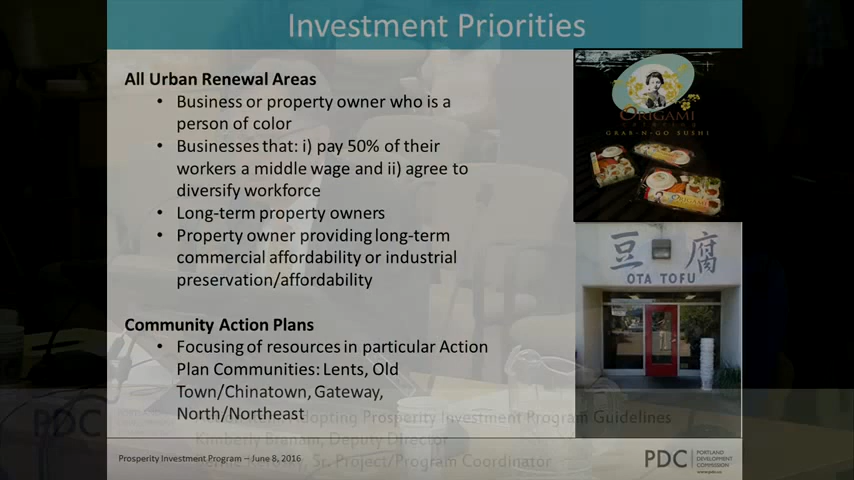 Investment Priorities
All Urban Renewal Areas
• Business or property owner who is a
person of color
• Businesses that: i) pay 50% of their
workers a middle wage and ii) agree to
diversify workforce
• Long-term property owners
• Property owner providing long-term
commercial affordability or industrial
preservation/affordability
Community Action Plans
• Focusing of resources in particular Action
Plan Communities: Lents, Old
Town/Chinatown, Gateway,
North/Northeast
ORIGAMI
GRAB-N-GO SUSHI
豆腐
OTA TOFU
PDC
Adopting Prosperity Investment Program Guidelines
Kimberly Branam, Deputy Director
Sr. Project/Program Coordinator
Prosperity Investment Program – June 8, 2016
PDC
PORTLAND
DEVELOPMENT
COMMISSION
www.pdc.us